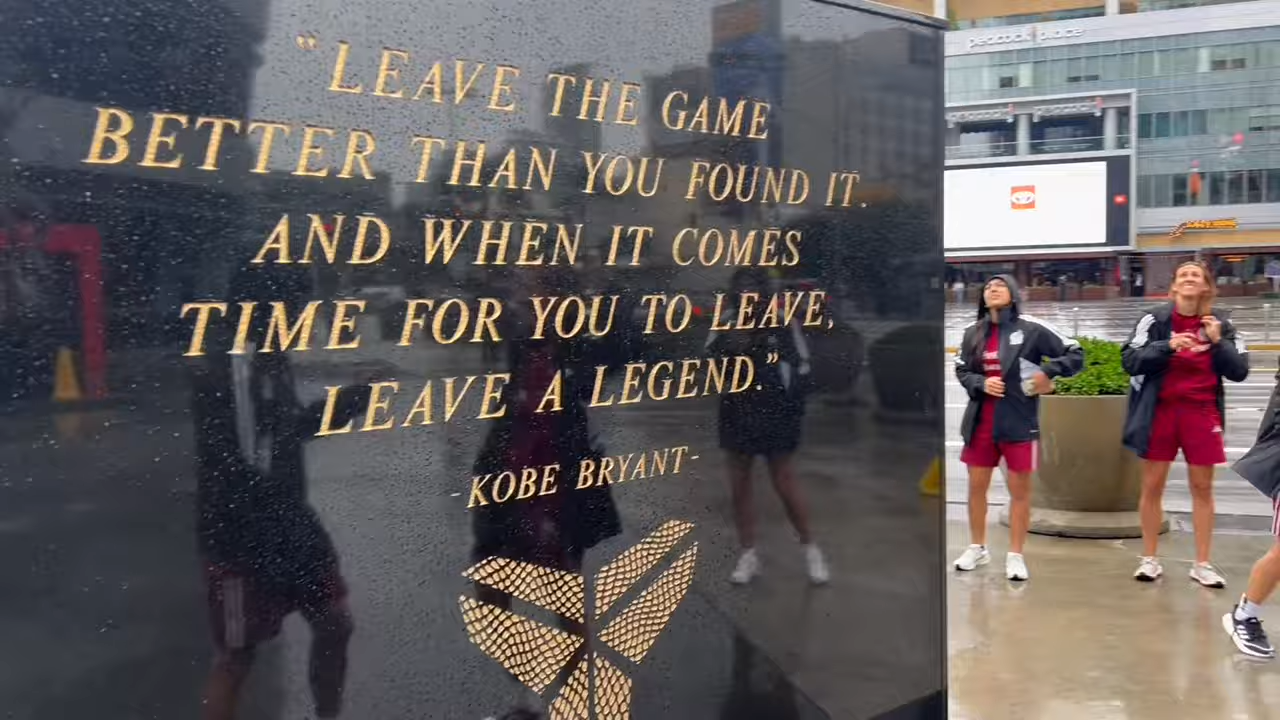 "LEAVE THE GAME
BETTER THAN YOU FOUND IT.
AND WHEN IT COMES
TIME FOR YOU TO LEAVE,
LEAVE A LEGEND."
KOBE BRYANT-
peacock place
peacock